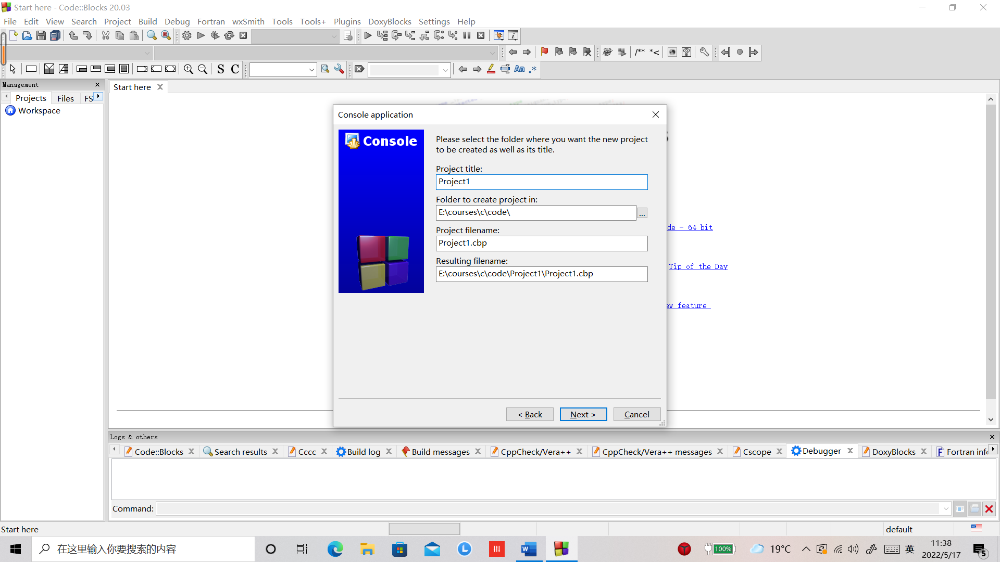 Start here - Code::Blocks 20.03
File Edit View Search Project Build Debug Fortran wxSmith Tools Tools+ Plugins DoxyBlocks Settings Help
/** *<
S C
Aa .*
Management
Projects Files FS
Workspace
Start here
Console application
Console
Please select the folder where you want the new project
to be created as well as its title.
Project title:
Project1
Folder to create project in:
E:\courses\c\code\
...
Project filename:
Project1.cbp
Resulting filename:
E:\courses\c\code\Project1\Project1.cbp
< Back Next > Cancel
de - 64 bit
Tip of the Day
ew feature
Logs & others
Code::Blocks Search results Cccc Build log Build messages CppCheck/Vera++ CppCheck/Vera++ messages Cscope Debugger DoxyBlocks Fortran info
Command:
Start here
default
在这里输入你要搜索的内容
100%
19°C
英
11:38
2022/5/17
5